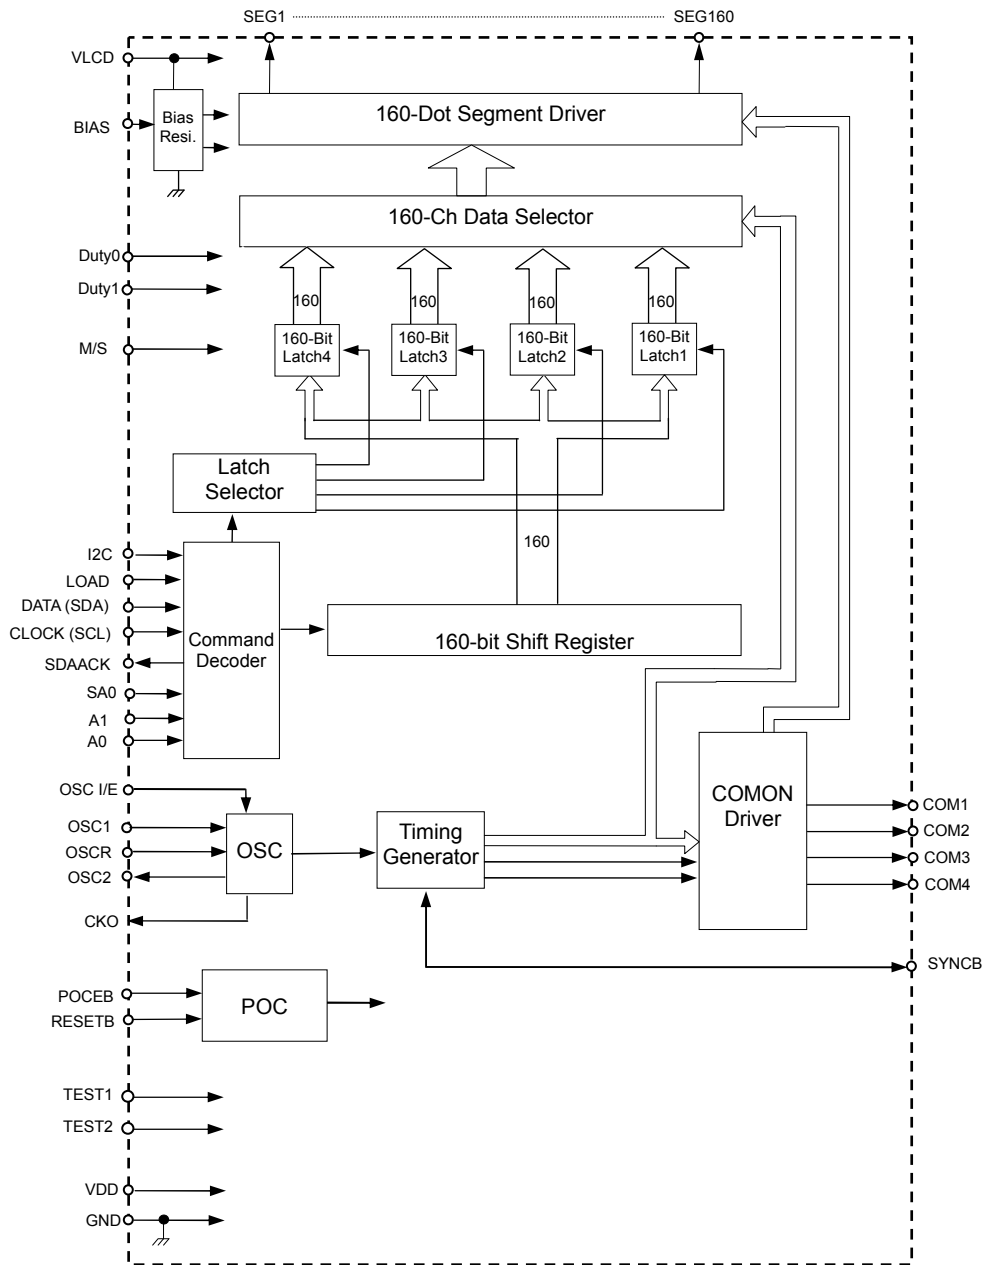 SEG1
SEG160
VLCD
160-Dot Segment Driver
Bias
Resi.
BIAS
160-Ch Data Selector
Duty0
Duty1
160
160
160
160
160-Bit
Latch4
160-Bit
Latch3
160-Bit
Latch2
160-Bit
Latch1
M/S
Latch
Selector
160
I2C
LOAD
DATA (SDA)
CLOCK (SCL)
SDAACK
SA0
A1
A0
Command
Decoder
160-bit Shift Register
OSC I/E
OSC1
OSCR
OSC2
CKO
OSC
Timing
Generator
COMON
Driver
COM1
COM2
COM3
COM4
SYNCB
POCEB
RESETB
POC
TEST1
TEST2
VDD
GND